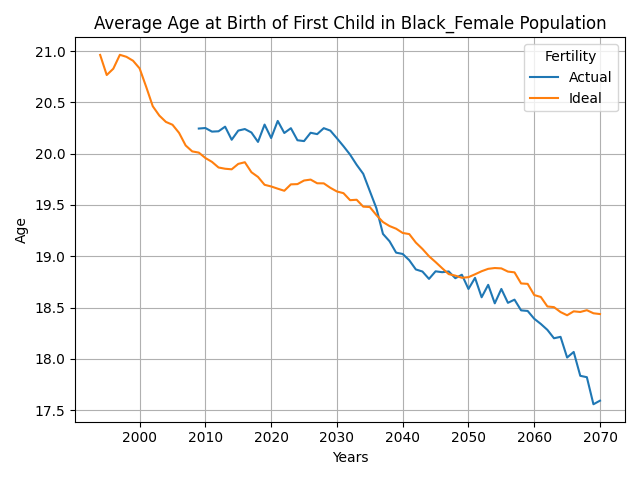 Average Age at Birth of First Child in Black_Female Population
Fertility
Actual
Ideal
21.0
20.5
20.0
19.5
19.0
18.5
18.0
17.5
Age
2000 2010 2020 2030 2040 2050 2060 2070
Years